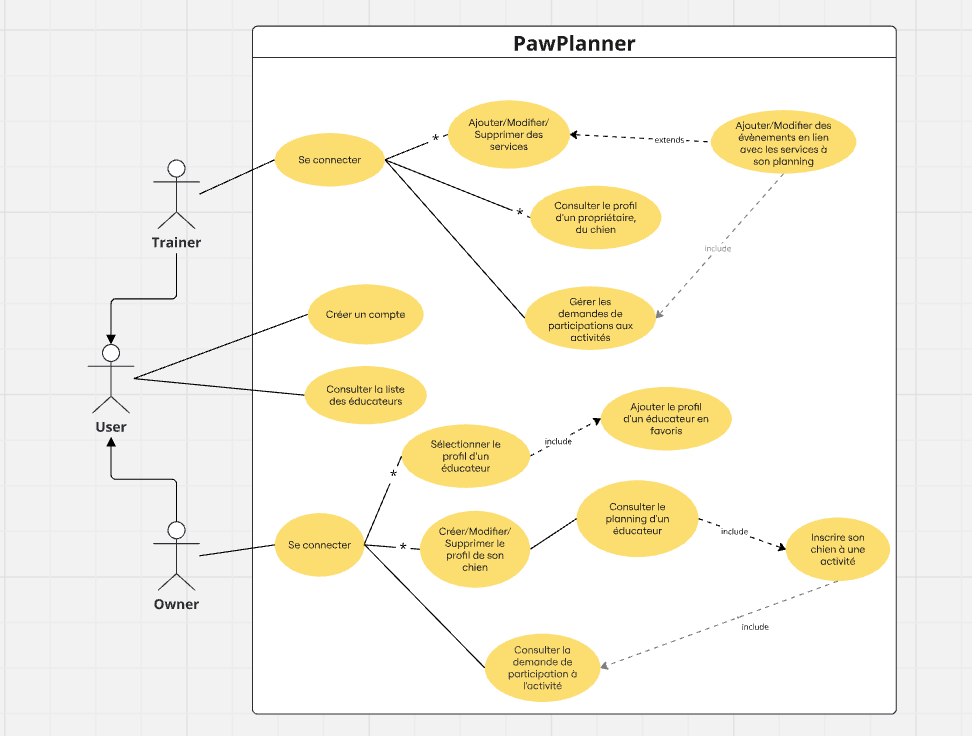 PawPlanner
Ajouter/Modifier/
Supprimer des
services
*
extends
Ajouter/Modifier des
évènements en lien
avec les services à
son planning
Se connecter
Consulter le profil
d'un propriétaire,
du chien
*
Trainer
include
Gérer les
demandes de
participations aux
activités
Créer un compte
User
Consulter la liste
des éducateurs
Ajouter le profil
d'un éducateur en
favoris
include
Sélectionner le
profil d'un
éducateur
*
Consulter le
planning d'un
éducateur
include
Inscrire son
chien à une
activité
Se connecter
*
Créer/Modifier/
Supprimer le
profil de son
chien
Owner
include
Consulter la
demande de
participation à
l'activité